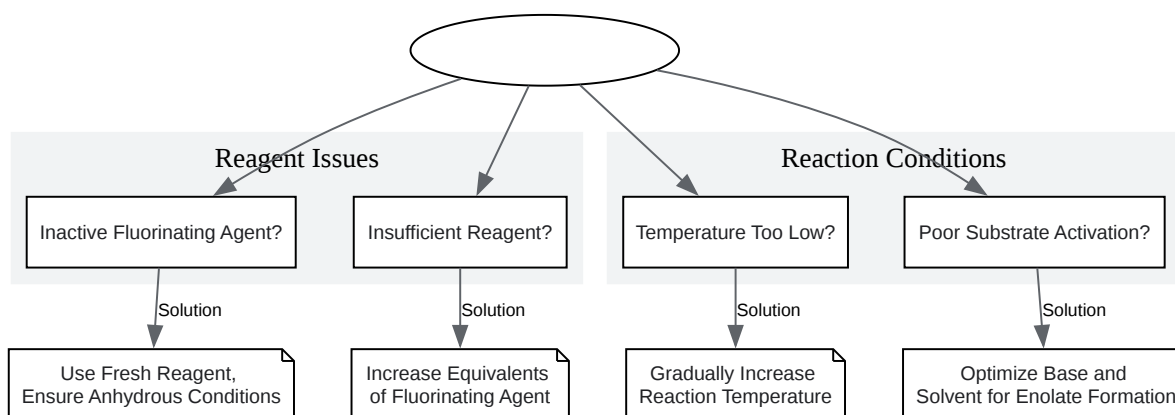 Reagent Issues
Reaction Conditions
Inactive Fluorinating Agent?
Insufficient Reagent?
Temperature Too Low?
Poor Substrate Activation?
Solution
Solution
Solution
Solution
Use Fresh Reagent,
Ensure Anhydrous Conditions
Increase Equivalents
of Fluorinating Agent
Gradually Increase
Reaction Temperature
Optimize Base and
Solvent for Enolate Formation